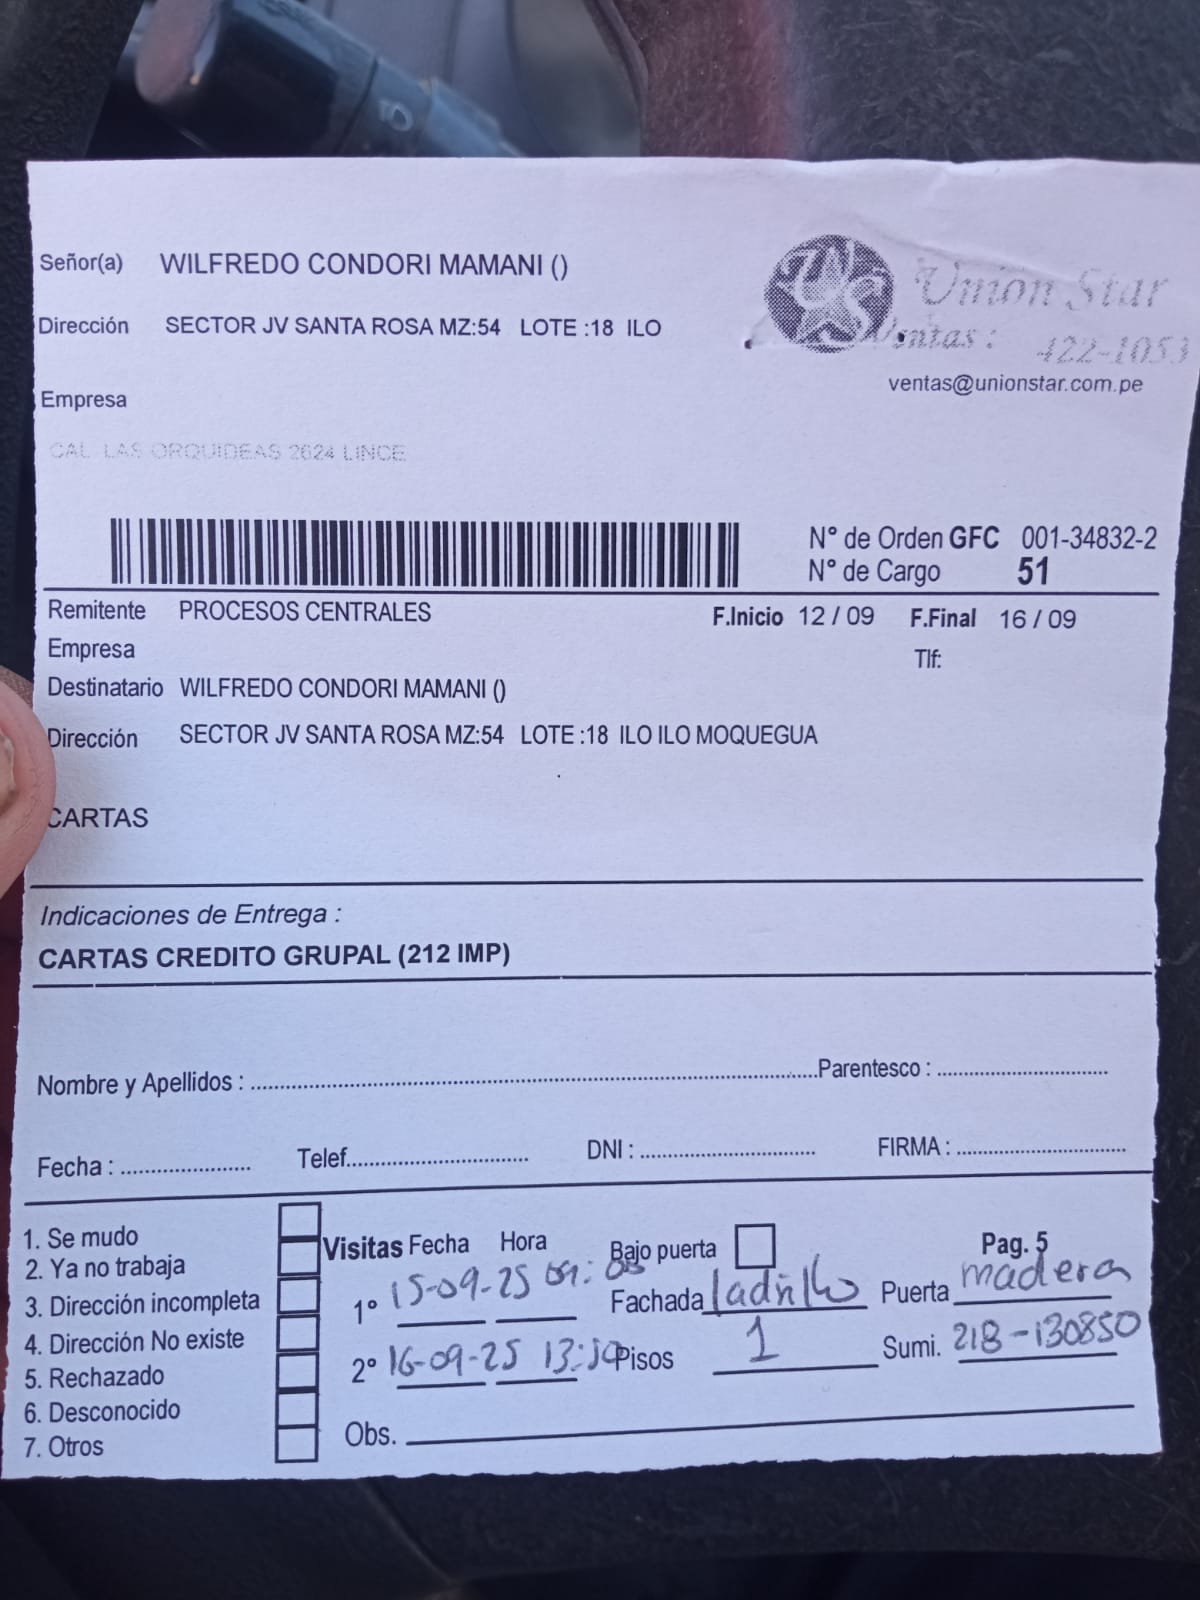 Señor(a) WILFREDO CONDORI MAMANI ()
Union Star
Dirección SECTOR JV SANTA ROSA MZ:54 LOTE :18 ILO
Ventas: 422-1053
ventas@unionstar.com.pe
Empresa
CAL. LAS ORQUIDEAS 2624 LINCE
N° de Orden GFC 001-34832-2
N° de Cargo 51
Remitente PROCESOS CENTRALES F.Inicio 12 / 09 F.Final 16 / 09
Empresa Tlf:
Destinatario WILFREDO CONDORI MAMANI ()
Dirección SECTOR JV SANTA ROSA MZ:54 LOTE :18 ILO ILO MOQUEGUA
CARTAS
Indicaciones de Entrega :
CARTAS CREDITO GRUPAL (212 IMP)
Nombre y Apellidos : Parentesco :
Fecha : Telef. DNI : FIRMA :
1. Se mudo
2. Ya no trabaja
3. Dirección incompleta
4. Dirección No existe
5. Rechazado
6. Desconocido
7. Otros
Visitas Fecha Hora Bajo puerta Pag. 5
1° 15-09-25 Fachada ladrillo Puerta madera
2° 16-09-25 Pisos 1 Sumi. 218-130850
Obs.